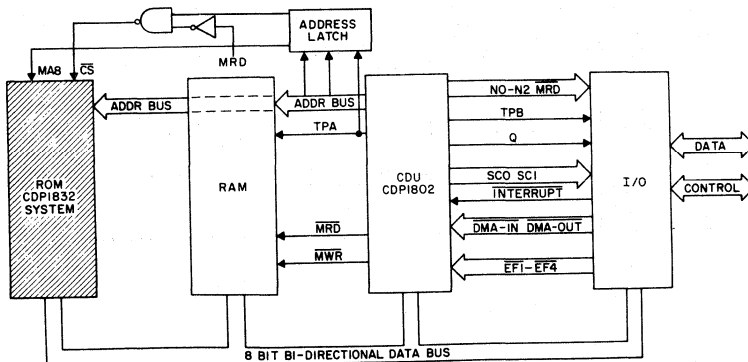 ADDRESS
LATCH
MRD
MA8 CS
ADDR BUS
ADDR BUS
TPA
ROM
CDP1832
SYSTEM
RAM
MRD
MWR
CDU
CDP1802
NO-N2 MRD
TPB
Q
SCO SCI
INTERRUPT
DMA-IN DMA-OUT
EF1-EF4
I/O
DATA
CONTROL
8 BIT BI-DIRECTIONAL DATA BUS